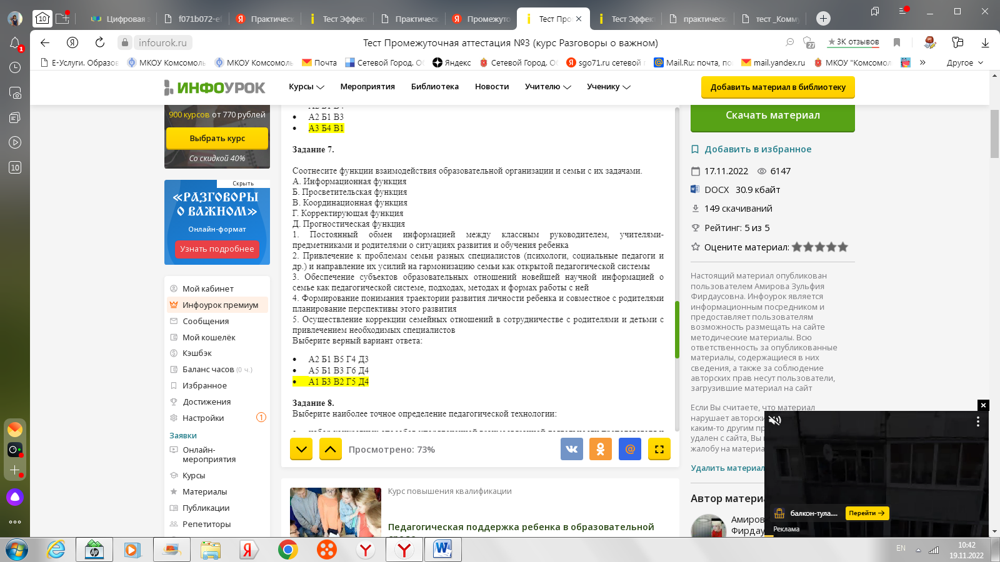 10
Цифровая
f071b072-e
Практичес
Тест Эффек
Практичес
Промежуто
Тест Про
Тест Эффек
практичес
тест _Комм
1
infourok.ru
Тест Промежуточная аттестация №3 (курс Разговоры о важном)
27
3К отзывов
Е-Услуги. Образов
МКОУ Комсомоль
МКОУ Комсомоль
Почта
Сетевой Город. О
Яндекс
Сетевой Город. О
sgo71.ru сетевой
Mail.Ru: почта, по
mail.yandex.ru
МКОУ "Комсомол
»
Другое
ИНФОУРОК
Курсы
Мероприятия
Библиотека
Новости
Учителю
Ученику
Добавить материал в библиотеку
900 курсов от 770 рублей
Выбрать курс
Со скидкой 40%
Скрыть
«РАЗГОВОРЫ
О ВАЖНОМ»
Онлайн-формат
Узнать подробнее
Мой кабинет
Инфоурок премиум
Сообщения
Мой кошелёк
Кэшбэк
Баланс часов (0 ч.)
Избранное
Достижения
Настройки 1
Заявки
Онлайн-
мероприятия
Курсы
Материалы
Публикации
Репетиторы
10
• А2 Б1 В3
• А3 Б4 В1
Задание 7.
Соотнесите функции взаимодействия образовательной организации и семьи с их задачами.
А. Информационная функция
Б. Просветительская функция
В. Координационная функция
Г. Корректирующая функция
Д. Прогностическая функция
1. Постоянный обмен информацией между классным руководителем, учителями-
предметниками и родителями о ситуациях развития и обучения ребенка
2. Привлечение к проблемам семьи разных специалистов (психологи, социальные педагоги и
др.) и направление их усилий на гармонизацию семьи как открытой педагогической системы
3. Обеспечение субъектов образовательных отношений новейшей научной информацией о
семье как педагогической системе, подходах, методах и формах работы с ней
4. Формирование понимания траектории развития личности ребенка и совместное с родителями
планирование перспективы этого развития
5. Осуществление коррекции семейных отношений в сотрудничестве с родителями и детьми с
привлечением необходимых специалистов
Выберите верный вариант ответа:
• А2 Б1 В5 Г4 Д3
• А5 Б1 В3 Г6 Д4
• А1 Б3 В2 Г5 Д4
Задание 8.
Выберите наиболее точное определение педагогической технологии:
Просмотрено: 73%
Курс повышения квалификации
Педагогическая поддержка ребенка в образовательной
Скачать материал
Добавить в избранное
17.11.2022 6147
DOCX 30.9 кбайт
149 скачиваний
Рейтинг: 5 из 5
Оцените материал:
Настоящий материал опубликован
пользователем Амирова Зульфия
Фирдаусовна. Инфоурок является
информационным посредником и
предоставляет пользователям
возможность размещать на сайте
методические материалы. Всю
ответственность за опубликованные
материалы, содержащиеся в них
сведения, а также за соблюдение
авторских прав несут пользователи,
загрузившие материал на сайт
Если Вы считаете, что материал
нарушает авторски
каким-то другим пр
удален с сайта, Вы
жалобу на материа
Удалить материал
Автор матери
Амиров
Фирдау
балкон-тула....
Перейти
Реклама
EN
10:42
19.11.2022